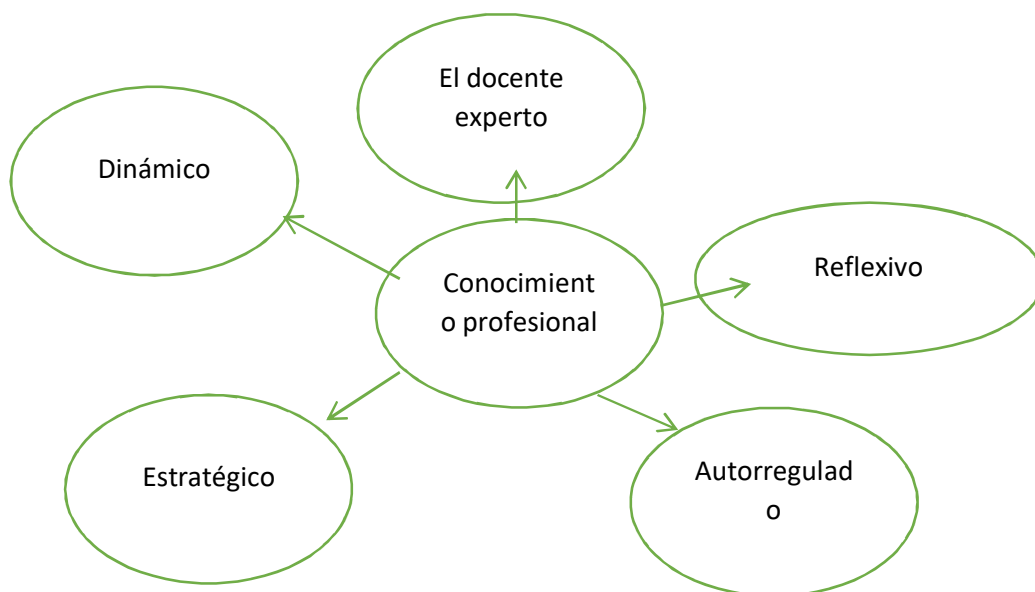 El docente
experto
Dinámico
Reflexivo
Conocimient
o profesional
Estratégico
Autorregulad
o